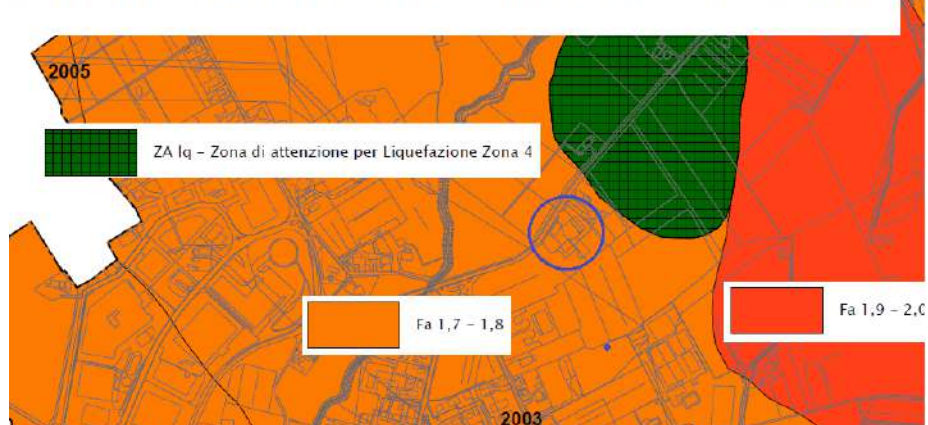 2005
ZA lq – Zona di attenzione per Liquefazione Zona 4
Fa 1,7 – 1,8
Fa 1,9 – 2,0
2003